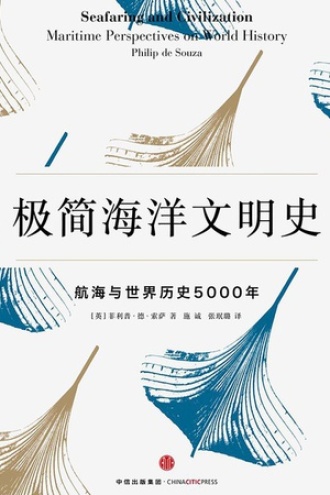 Seafaring and Civilization
Maritime Perspectives on World History
Philip de Souza
极简海洋文明史
航海与世界历史5000年
[英]菲利普·德·索萨 著 施 诚 张珉璐 译
中信出版集团·CHINACITICPRESS